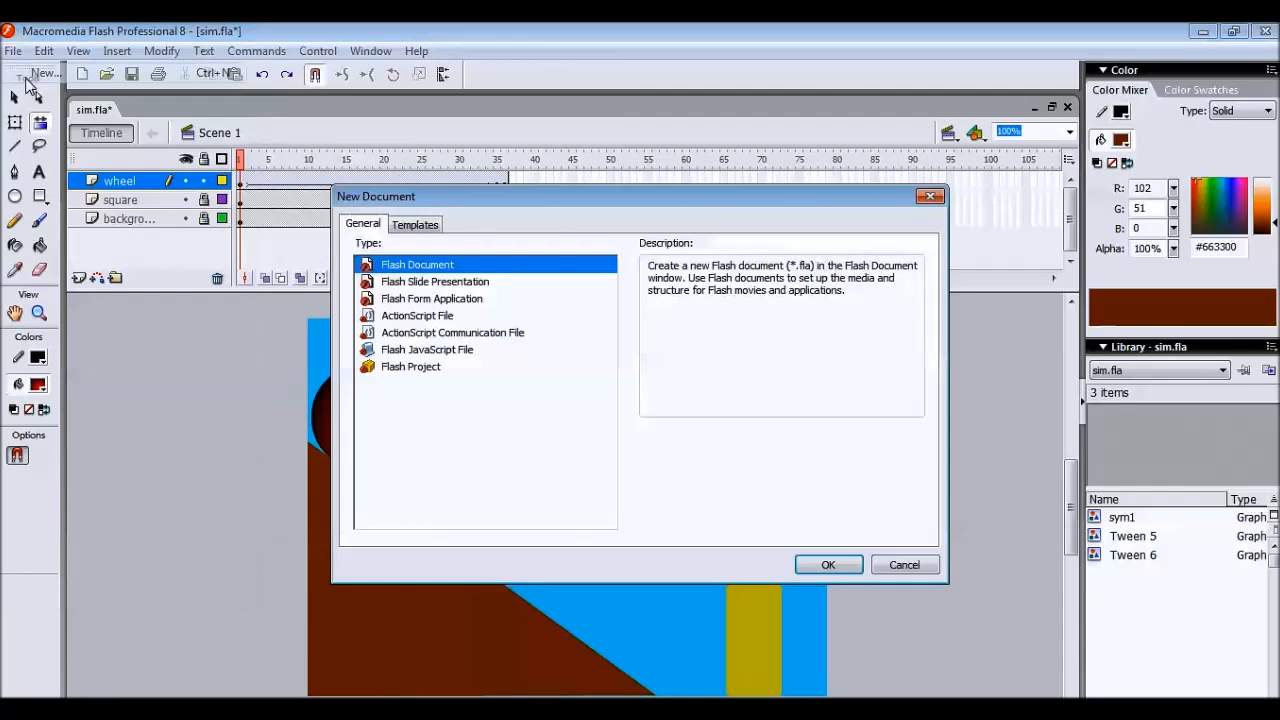 Macromedia Flash Professional 8 - [sim.fla*]
File Edit View Insert Modify Text Commands Control Window Help
New... Ctrl+N
sim.fla*
Timeline Scene 1 100%
1 5 10 15 20 25 30 35 40 45 50 55 60 65 70 75 80 85 90 95 100 105
wheel
square
backgro...
View
Colors
Options
New Document
General Templates
Type:
Flash Document
Flash Slide Presentation
Flash Form Application
ActionScript File
ActionScript Communication File
Flash JavaScript File
Flash Project
Description:
Create a new Flash document (*.fla) in the Flash Document
window. Use Flash documents to set up the media and
structure for Flash movies and applications.
OK Cancel
Color
Color Mixer Color Swatches
Type: Solid
R: 102
G: 51
B: 0
Alpha: 100% #663300
Library - sim.fla
sim.fla
3 items
Name Type
sym1 Graph
Tween 5 Graph
Tween 6 Graph